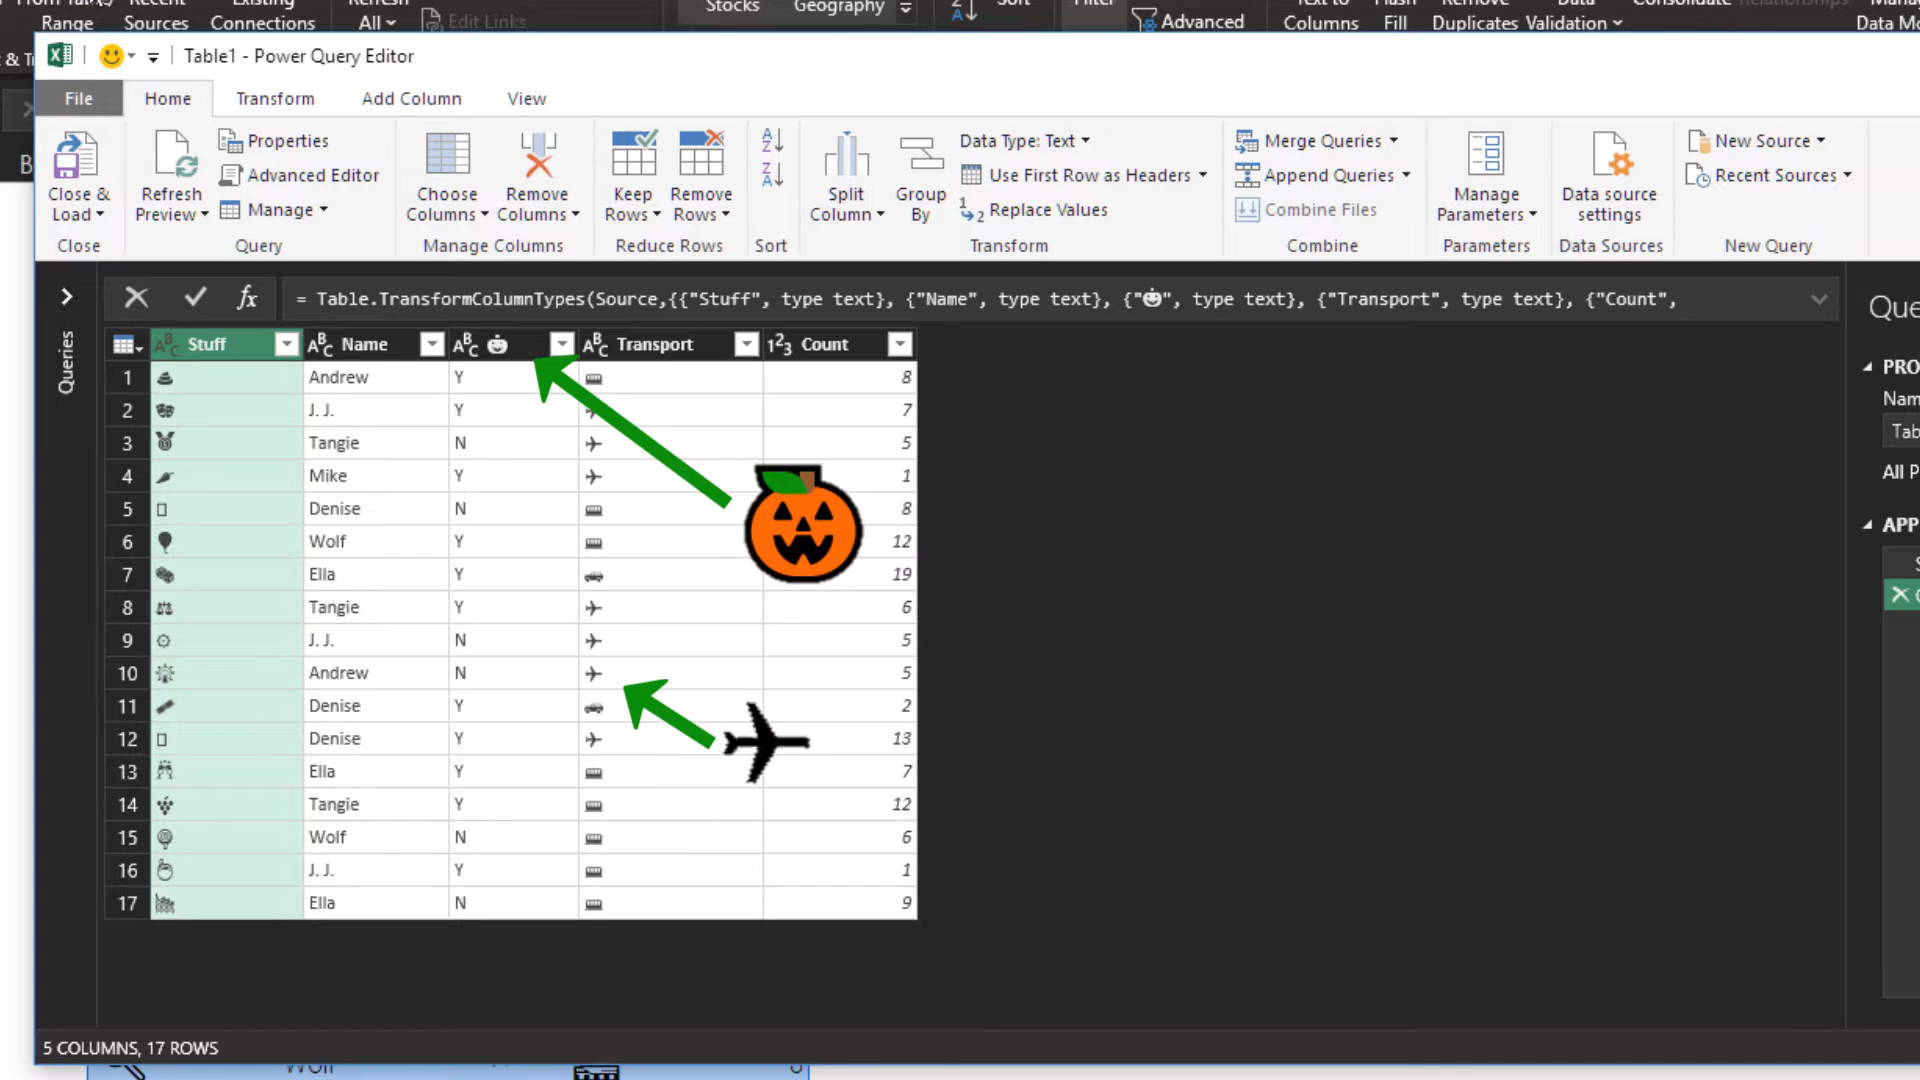 Range Sources Connections All Edit Links Stocks Geography Sort Filter Advanced Columns Fill Duplicates Validation Consolidate Relationships
Table1 - Power Query Editor
File Home Transform Add Column View
Close & Load
Close
Refresh Preview
Properties
Advanced Editor
Manage
Query
Choose Columns
Remove Columns
Manage Columns
Keep Rows
Remove Rows
Reduce Rows
Sort
Split Column
Group By
Data Type: Text
Use First Row as Headers
Replace Values
Transform
Merge Queries
Append Queries
Combine Files
Combine
Manage Parameters
Parameters
Data source settings
Data Sources
New Source
Recent Sources
New Query
Queries
= Table.TransformColumnTypes(Source,{{"Stuff", type text}, {"Name", type text}, {"🎃", type text}, {"Transport", type text}, {"Count",
Stuff Name 🎃 Transport Count
1 Andrew Y 8
2 J. J. Y 7
3 Tangie N 5
4 Mike Y 1
5 Denise N 8
6 Wolf Y 12
7 Ella Y 19
8 Tangie Y 6
9 J. J. N 5
10 Andrew N 5
11 Denise Y 2
12 Denise Y 13
13 Ella Y 7
14 Tangie Y 12
15 Wolf N 6
16 J. J. Y 1
17 Ella N 9
5 COLUMNS, 17 ROWS